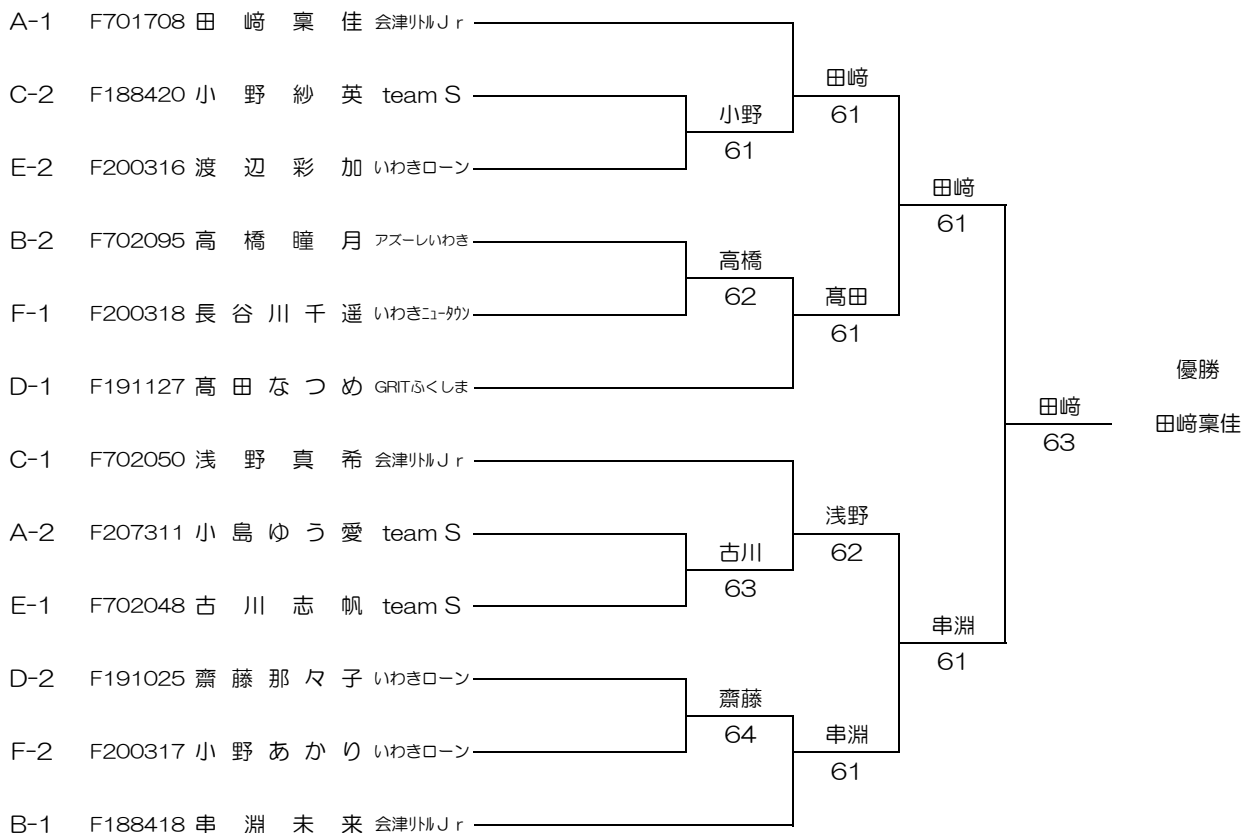 A-1 F701708 田 﨑 稟 佳 会津ﾘﾄﾙＪｒ
田﨑
C-2 F188420 小 野 紗 英 team S
小野
61
61
E-2 F200316 渡 辺 彩 加 いわきローン
田﨑
61
B-2 F702095 高 橋 瞳 月 アズーレいわき
高橋
62
髙田
F-1 F200318 長 谷 川 千 遥 いわきﾆｭｰﾀｳﾝ
61
優勝
D-1 F191127 髙 田 な つ め GRITふくしま
田﨑
田﨑稟佳
63
C-1 F702050 浅 野 真 希 会津ﾘﾄﾙＪｒ
浅野
A-2 F207311 小 島 ゆ う 愛 team S
古川
62
63
E-1 F702048 古 川 志 帆 team S
串淵
61
D-2 F191025 齋 藤 那 々 子 いわきローン
齋藤
64
串淵
F-2 F200317 小 野 あ か り いわきローン
61
B-1 F188418 串 淵 未 来 会津ﾘﾄﾙＪｒ